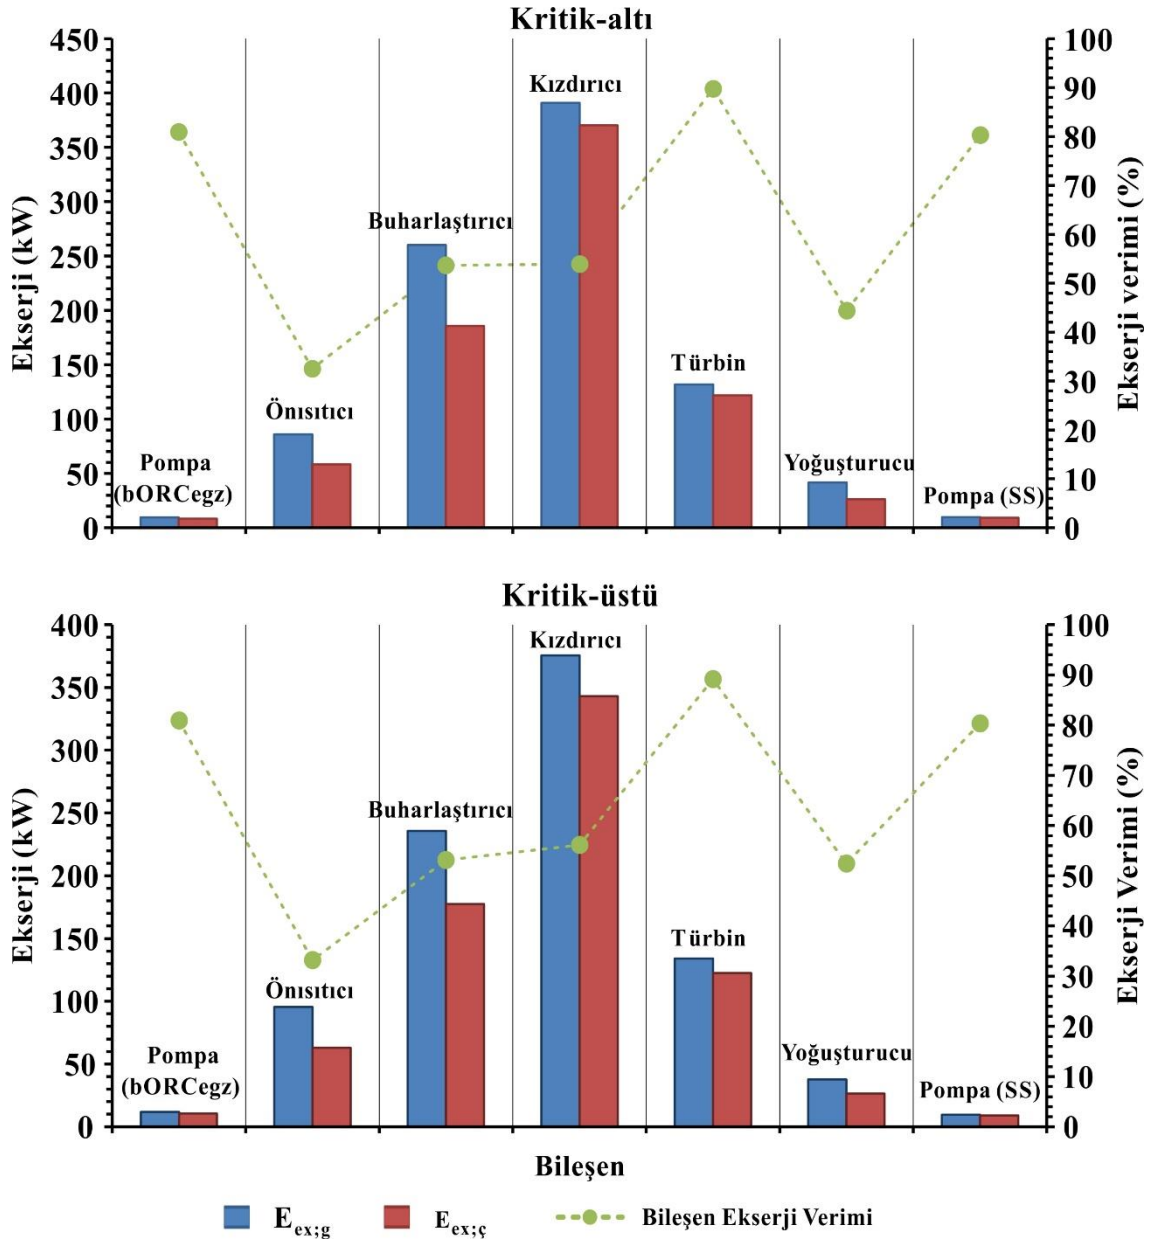 Kritik-altı
450
400
350
300
250
200
150
100
50
0
Ekserji (kW)
100
90
80
70
60
50
40
30
20
10
0
Ekserji verimi (%)
Pompa
(bORCegz)
Önısıtıcı
Buharlaştırıcı
Kızdırıcı
Türbin
Yoğuşturucu
Pompa (SS)
Kritik-üstü
400
350
300
250
200
150
100
50
0
Ekserji (kW)
100
90
80
70
60
50
40
30
20
10
0
Ekserji Verimi (%)
Pompa
(bORCegz)
Önısıtıcı
Buharlaştırıcı
Kızdırıcı
Türbin
Yoğuşturucu
Pompa (SS)
Bileşen
E ex;g
E ex;ç
Bileşen Ekserji Verimi